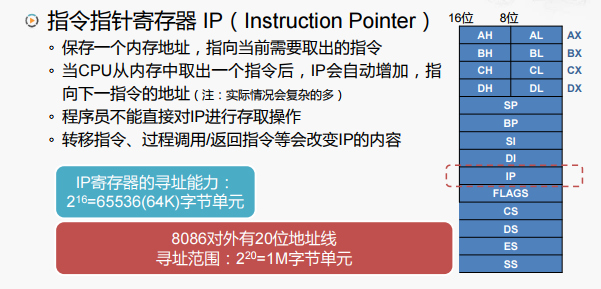 指令指针寄存器 IP（Instruction Pointer）
保存一个内存地址，指向当前需要取出的指令
当CPU从内存中取出一个指令后，IP会自动增加，指
向下一指令的地址（注：实际情况会复杂的多）
程序员不能直接对IP进行存取操作
转移指令、过程调用/返回指令等会改变IP的内容
IP寄存器的寻址能力：
2¹⁶=65536(64K)字节单元
8086对外有20位地址线
寻址范围：2²⁰=1M字节单元
16位 8位
AH AL AX
BH BL BX
CH CL CX
DH DL DX
SP
BP
SI
DI
IP
FLAGS
CS
DS
ES
SS